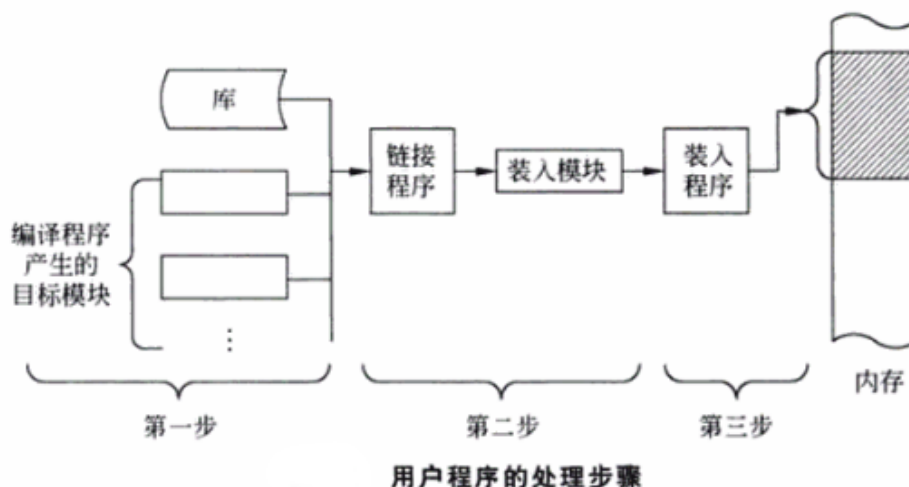 库
链接
程序
装入模块
装入
程序
编译程序
产生的
目标模块
⋮
第一步
第二步
第三步
内存
用户程序的处理步骤